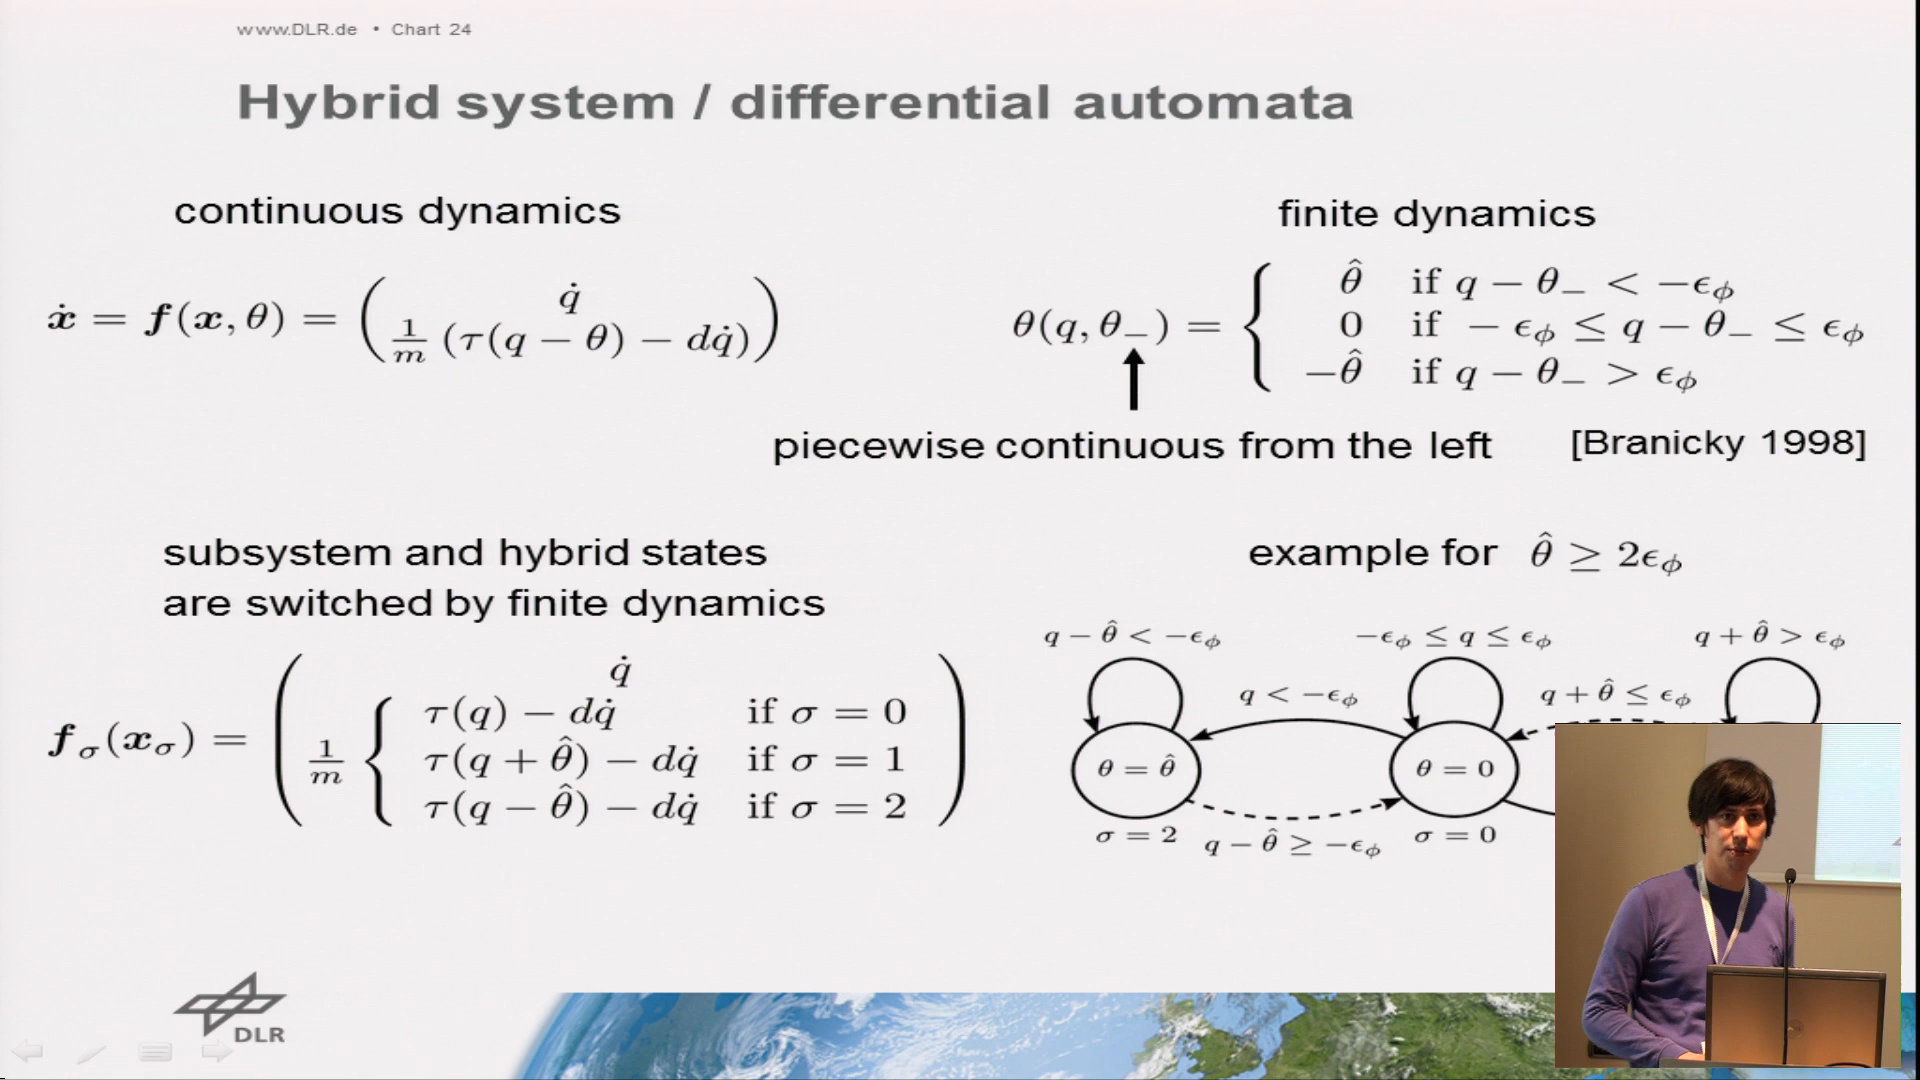 www.DLR.de • Chart 24
Hybrid system / differential automata
continuous dynamics
ẋ = f(x, θ) = ( q̇ ; 1/m (τ(q − θ) − dq̇) )
finite dynamics
θ(q, θ₋) = {
θ̂ if q − θ₋ < −ϵ_ϕ
0 if − ϵ_ϕ ≤ q − θ₋ ≤ ϵ_ϕ
−θ̂ if q − θ₋ > ϵ_ϕ
piecewise continuous from the left
[Branicky 1998]
subsystem and hybrid states
are switched by finite dynamics
f_σ(x_σ) = (
q̇
1/m {
τ(q) − dq̇ if σ = 0
τ(q + θ̂) − dq̇ if σ = 1
τ(q − θ̂) − dq̇ if σ = 2
)
example for θ̂ ≥ 2ϵ_ϕ
q − θ̂ < −ϵ_ϕ
−ϵ_ϕ ≤ q ≤ ϵ_ϕ
q + θ̂ > ϵ_ϕ
q < −ϵ_ϕ
q + θ̂ ≤ ϵ_ϕ
θ = θ̂
θ = 0
σ = 2
q − θ̂ ≥ −ϵ_ϕ
σ = 0
DLR